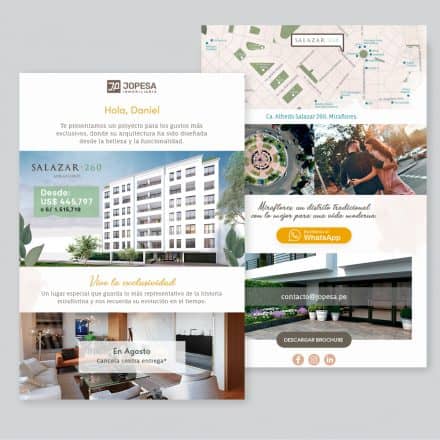 JOPESA
INMOBILIARIA
Hola, Daniel
Te presentamos un proyecto para los gustos más
exclusivos, donde su arquitectura ha sido diseñada
desde la belleza y la funcionalidad.
SALAZAR·260
MIRAFLORES
Desde:
US$ 445,797
o S/ 1,515,710
Vive la exclusividad
Un lugar especial que guarda lo más representativo de la historia
miraflorina y nos recuerda su evolución en el tiempo.
En Agosto
Cancela contra entrega*
SALAZAR·260
Ca. Alfredo Salazar 260. Miraflores.
Miraflores un distrito Tradicional
con lo mejor para una vida moderna.
WhatsApp
contacto@jopesa.pe
DESCARGAR BROCHURE